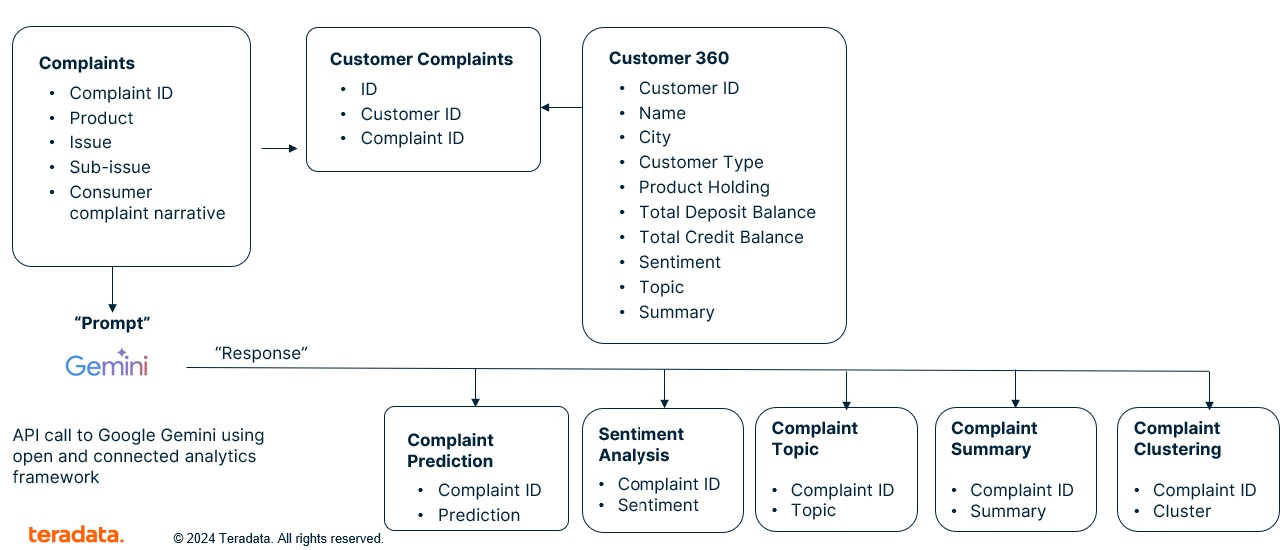 Complaints
• Complaint ID
• Product
• Issue
• Sub-issue
• Consumer
complaint narrative
Customer Complaints
• ID
• Customer ID
• Complaint ID
Customer 360
• Customer ID
• Name
• City
• Customer Type
• Product Holding
• Total Deposit Balance
• Total Credit Balance
• Sentiment
• Topic
• Summary
“Prompt”
Gemini
“Response”
API call to Google Gemini using
open and connected analytics
framework
Complaint
Prediction
• Complaint ID
• Prediction
Sentiment
Analysis
• Complaint ID
• Sentiment
Complaint
Topic
• Complaint ID
• Topic
Complaint
Summary
• Complaint ID
• Summary
Complaint
Clustering
• Complaint ID
• Cluster
teradata.
© 2024 Teradata. All rights reserved.